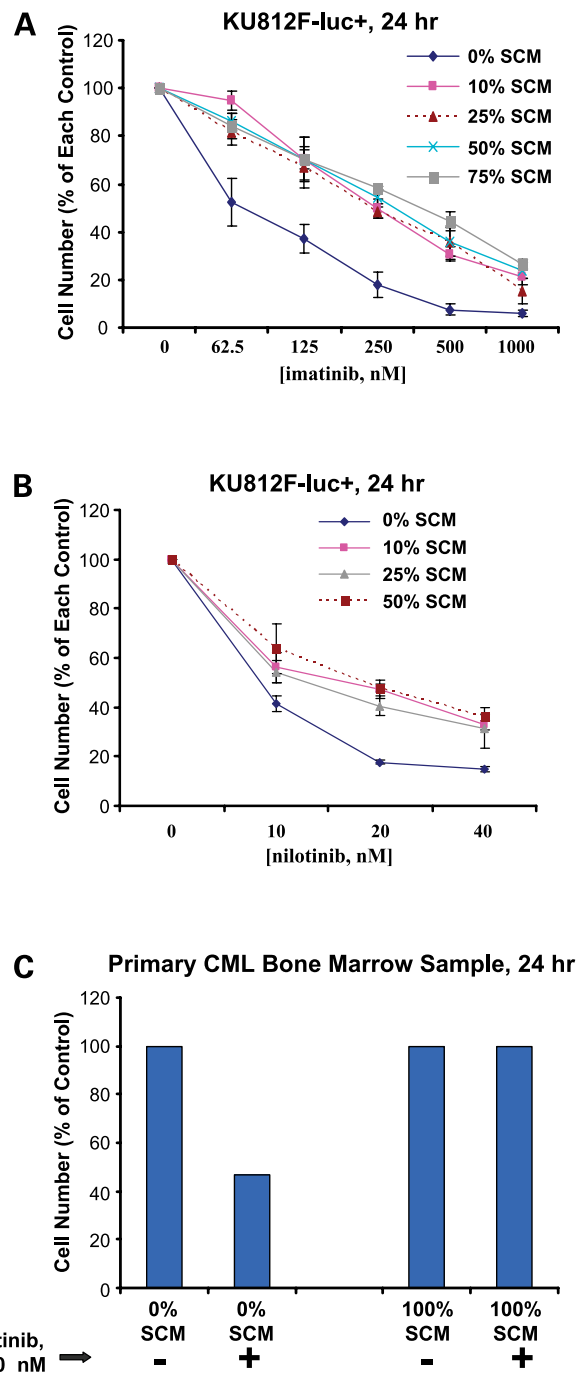 A
KU812F-luc+, 24 hr
Cell Number (% of Each Control)
120
100
80
60
40
20
0
0% SCM
10% SCM
25% SCM
50% SCM
75% SCM
0 62.5 125 250 500 1000
[imatinib, nM]
B
KU812F-luc+, 24 hr
Cell Number (% of Each Control)
120
100
80
60
40
20
0
0% SCM
10% SCM
25% SCM
50% SCM
0 10 20 40
[nilotinib, nM]
C
Primary CML Bone Marrow Sample, 24 hr
Cell Number (% of Control)
120
100
80
60
40
20
0
0% 0% 100% 100%
SCM SCM SCM SCM
- + - +
tinib,
0 nM